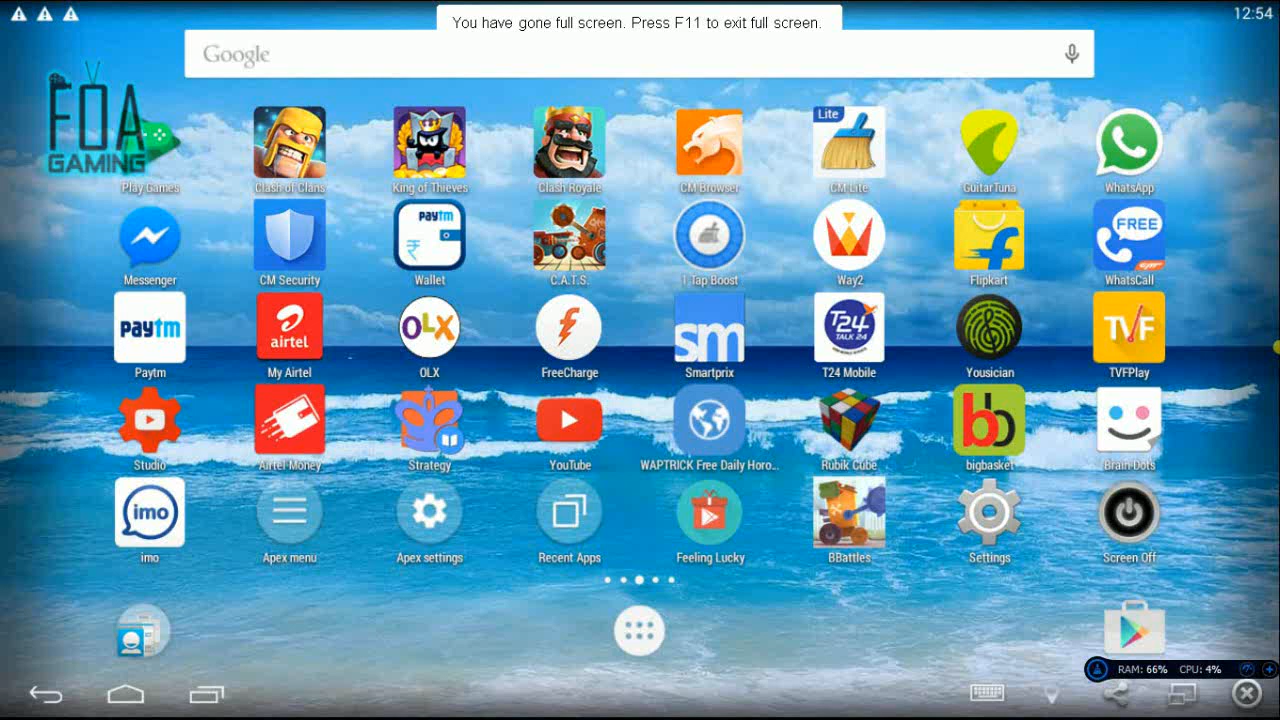 You have gone full screen. Press F11 to exit full screen.
12:54
Google
FOA
GAMING
Lite
Play Games
Clash of Clans
King of Thieves
Clash Royale
CM Browser
CM Lite
GuitarTuna
WhatsApp
paytm
₹
FREE
Messenger
CM Security
Wallet
C.A.T.S.
1 Tap Boost
Way2
Flipkart
WhatsCall
paytm
airtel
OLX
sm
T24
TALK 24
TVF
Paytm
My Airtel
OLX
FreeCharge
Smartprix
T24 Mobile
Yousician
TVFPlay
bb
Studio
Airtel Money
Strategy
YouTube
WAPTRICK Free Daily Horo...
Rubik Cube
bigbasket
Brain Dots
imo
imo
Apex menu
Apex settings
Recent Apps
Feeling Lucky
BBattles
Settings
Screen Off
RAM: 66% CPU: 4%